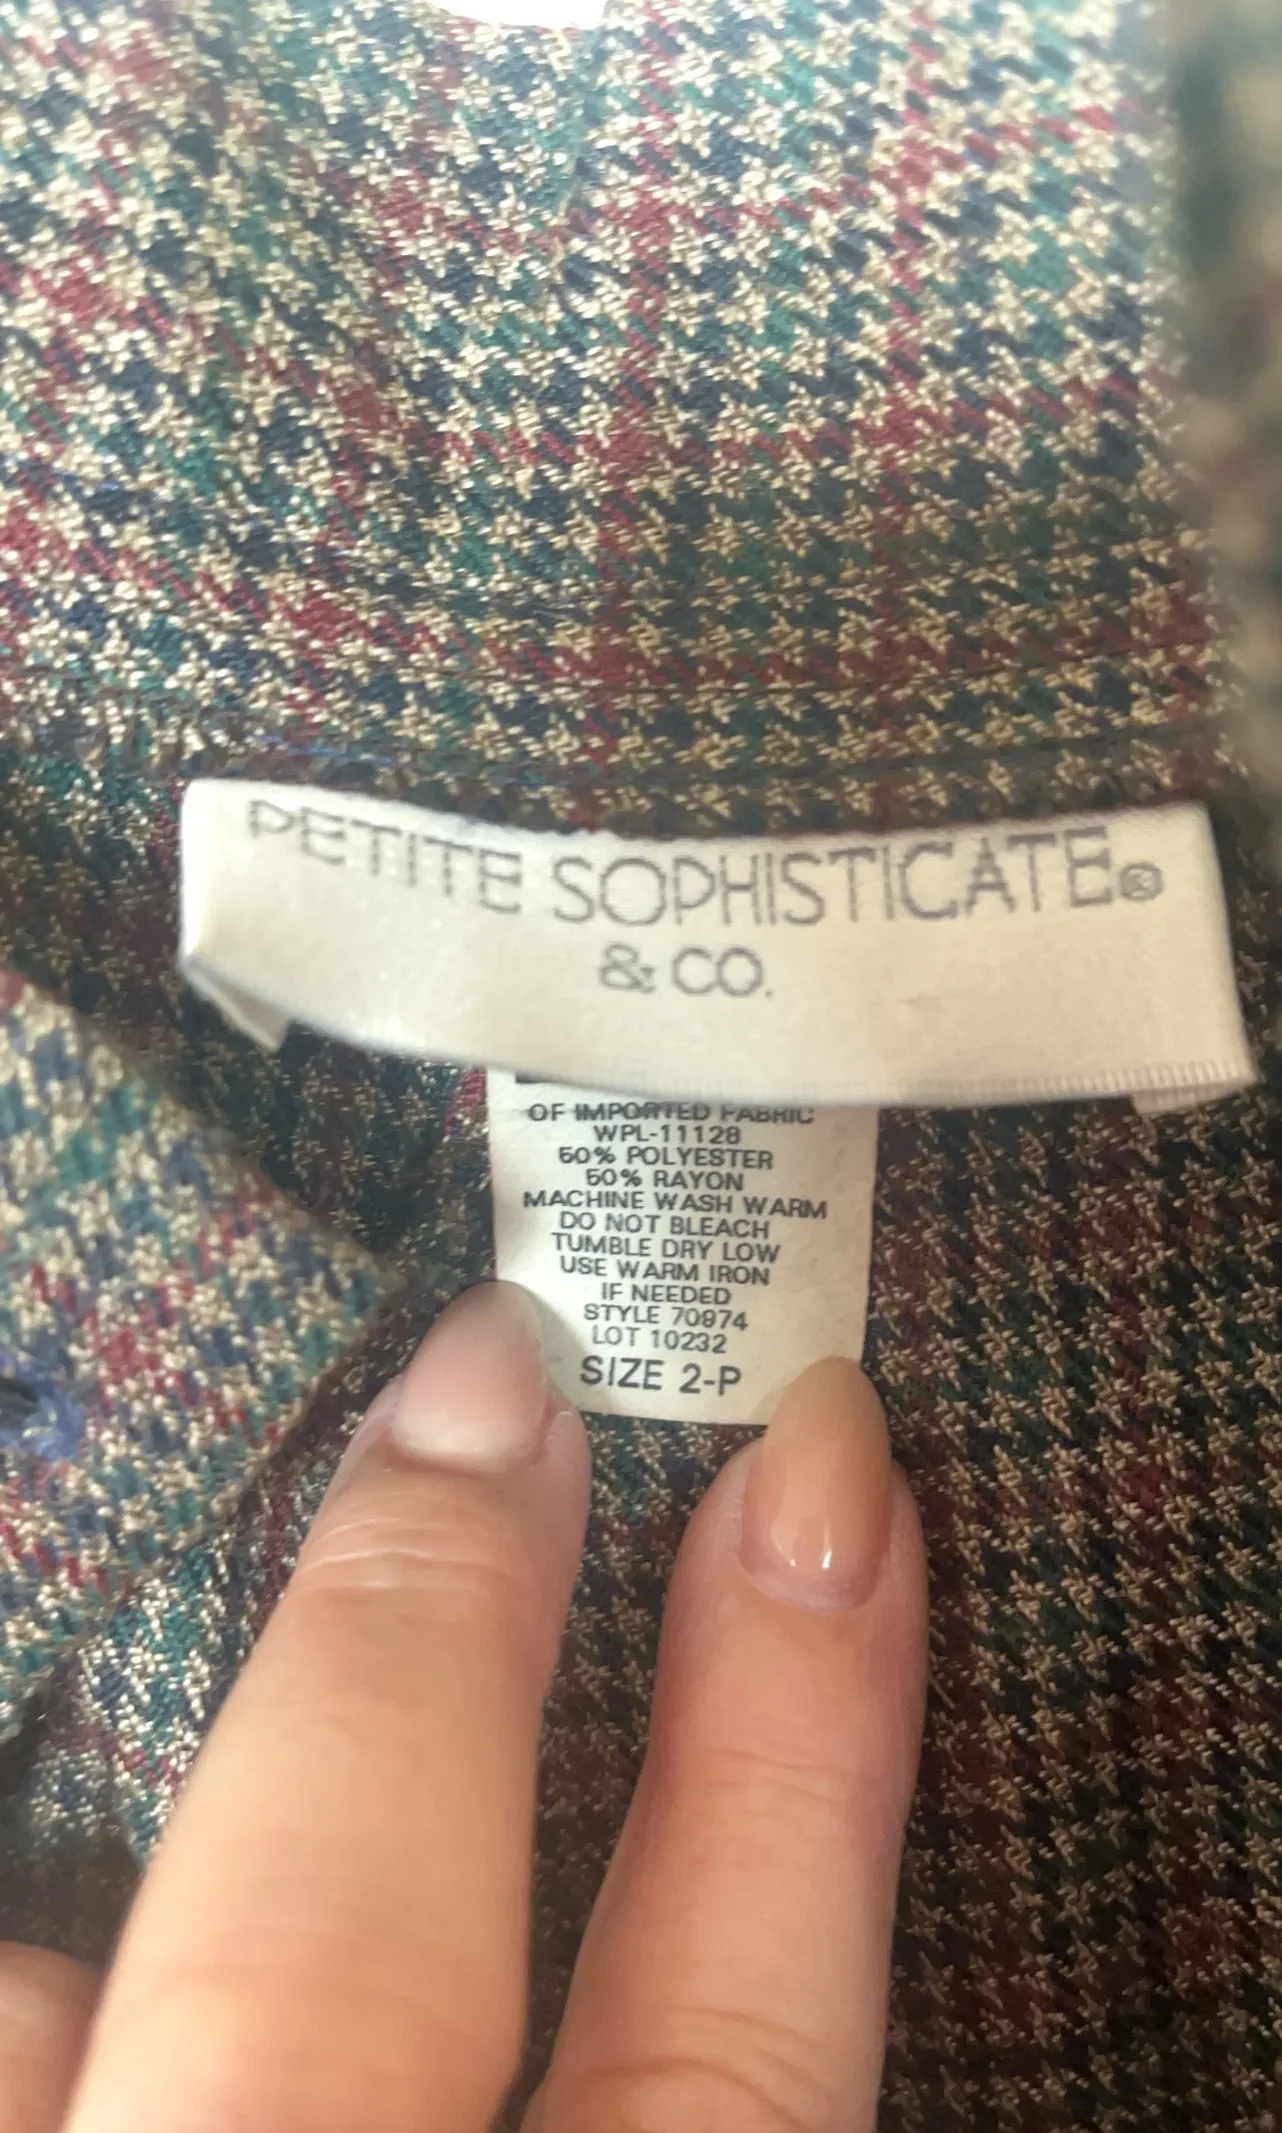 PETITE SOPHISTICATE®
& CO.
OF IMPORTED FABRIC
WPL-11128
50% POLYESTER
50% RAYON
MACHINE WASH WARM
DO NOT BLEACH
TUMBLE DRY LOW
USE WARM IRON
IF NEEDED
STYLE 70974
LOT 10232
SIZE 2-P